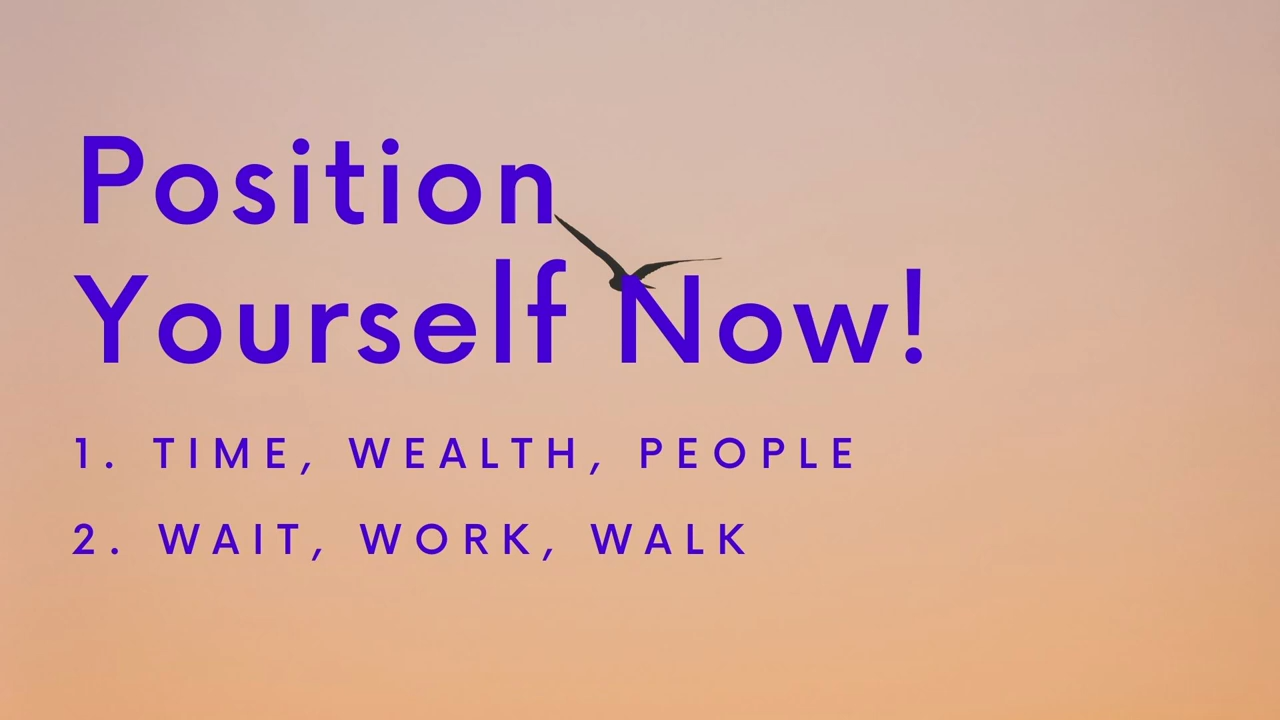 Position
Yourself Now!
1. TIME, WEALTH, PEOPLE
2. WAIT, WORK, WALK